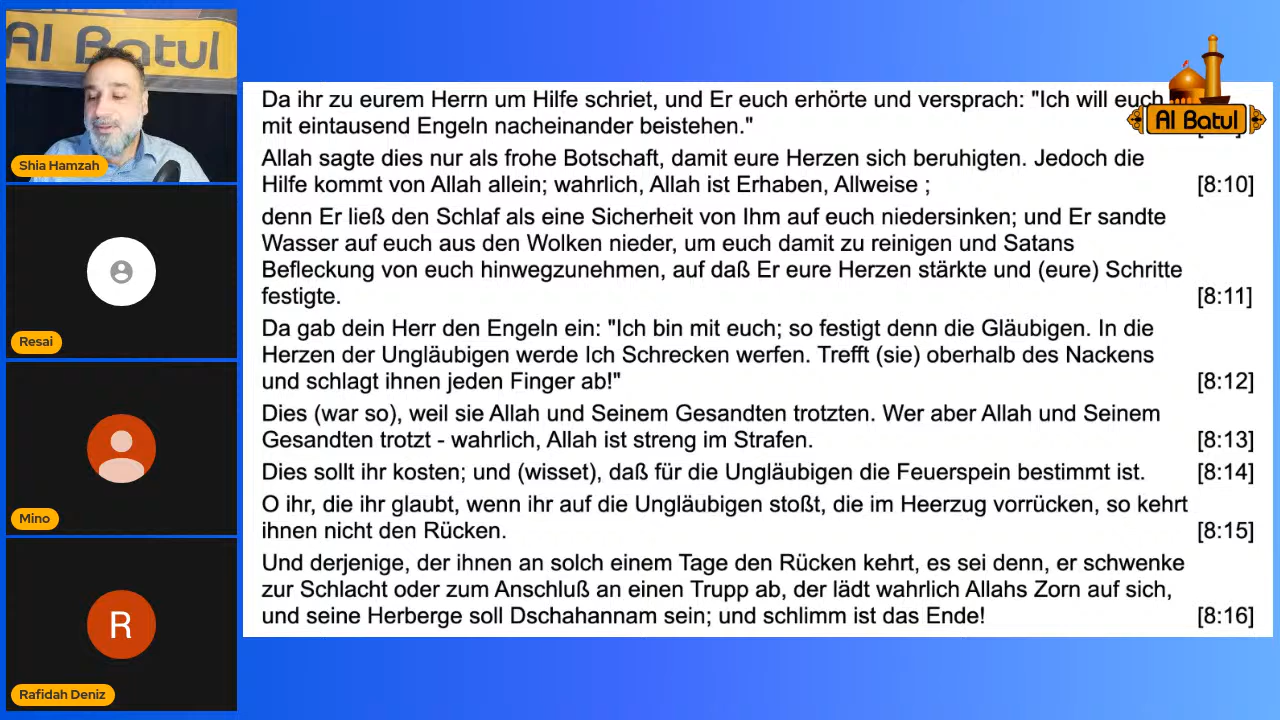 Al Batul
Shia Hamzah
Resai
Mino
R
Rafidah Deniz
Da ihr zu eurem Herrn um Hilfe schriet, und Er euch erhörte und versprach: "Ich will euch
mit eintausend Engeln nacheinander beistehen."
Al Batul
Allah sagte dies nur als frohe Botschaft, damit eure Herzen sich beruhigten. Jedoch die
Hilfe kommt von Allah allein; wahrlich, Allah ist Erhaben, Allweise ; [8:10]
denn Er ließ den Schlaf als eine Sicherheit von Ihm auf euch niedersinken; und Er sandte
Wasser auf euch aus den Wolken nieder, um euch damit zu reinigen und Satans
Befleckung von euch hinwegzunehmen, auf daß Er eure Herzen stärkte und (eure) Schritte
festigte. [8:11]
Da gab dein Herr den Engeln ein: "Ich bin mit euch; so festigt denn die Gläubigen. In die
Herzen der Ungläubigen werde Ich Schrecken werfen. Trefft (sie) oberhalb des Nackens
und schlagt ihnen jeden Finger ab!" [8:12]
Dies (war so), weil sie Allah und Seinem Gesandten trotzten. Wer aber Allah und Seinem
Gesandten trotzt - wahrlich, Allah ist streng im Strafen. [8:13]
Dies sollt ihr kosten; und (wisset), daß für die Ungläubigen die Feuerspein bestimmt ist. [8:14]
O ihr, die ihr glaubt, wenn ihr auf die Ungläubigen stoßt, die im Heerzug vorrücken, so kehrt
ihnen nicht den Rücken. [8:15]
Und derjenige, der ihnen an solch einem Tage den Rücken kehrt, es sei denn, er schwenke
zur Schlacht oder zum Anschluß an einen Trupp ab, der lädt wahrlich Allahs Zorn auf sich,
und seine Herberge soll Dschahannam sein; und schlimm ist das Ende! [8:16]